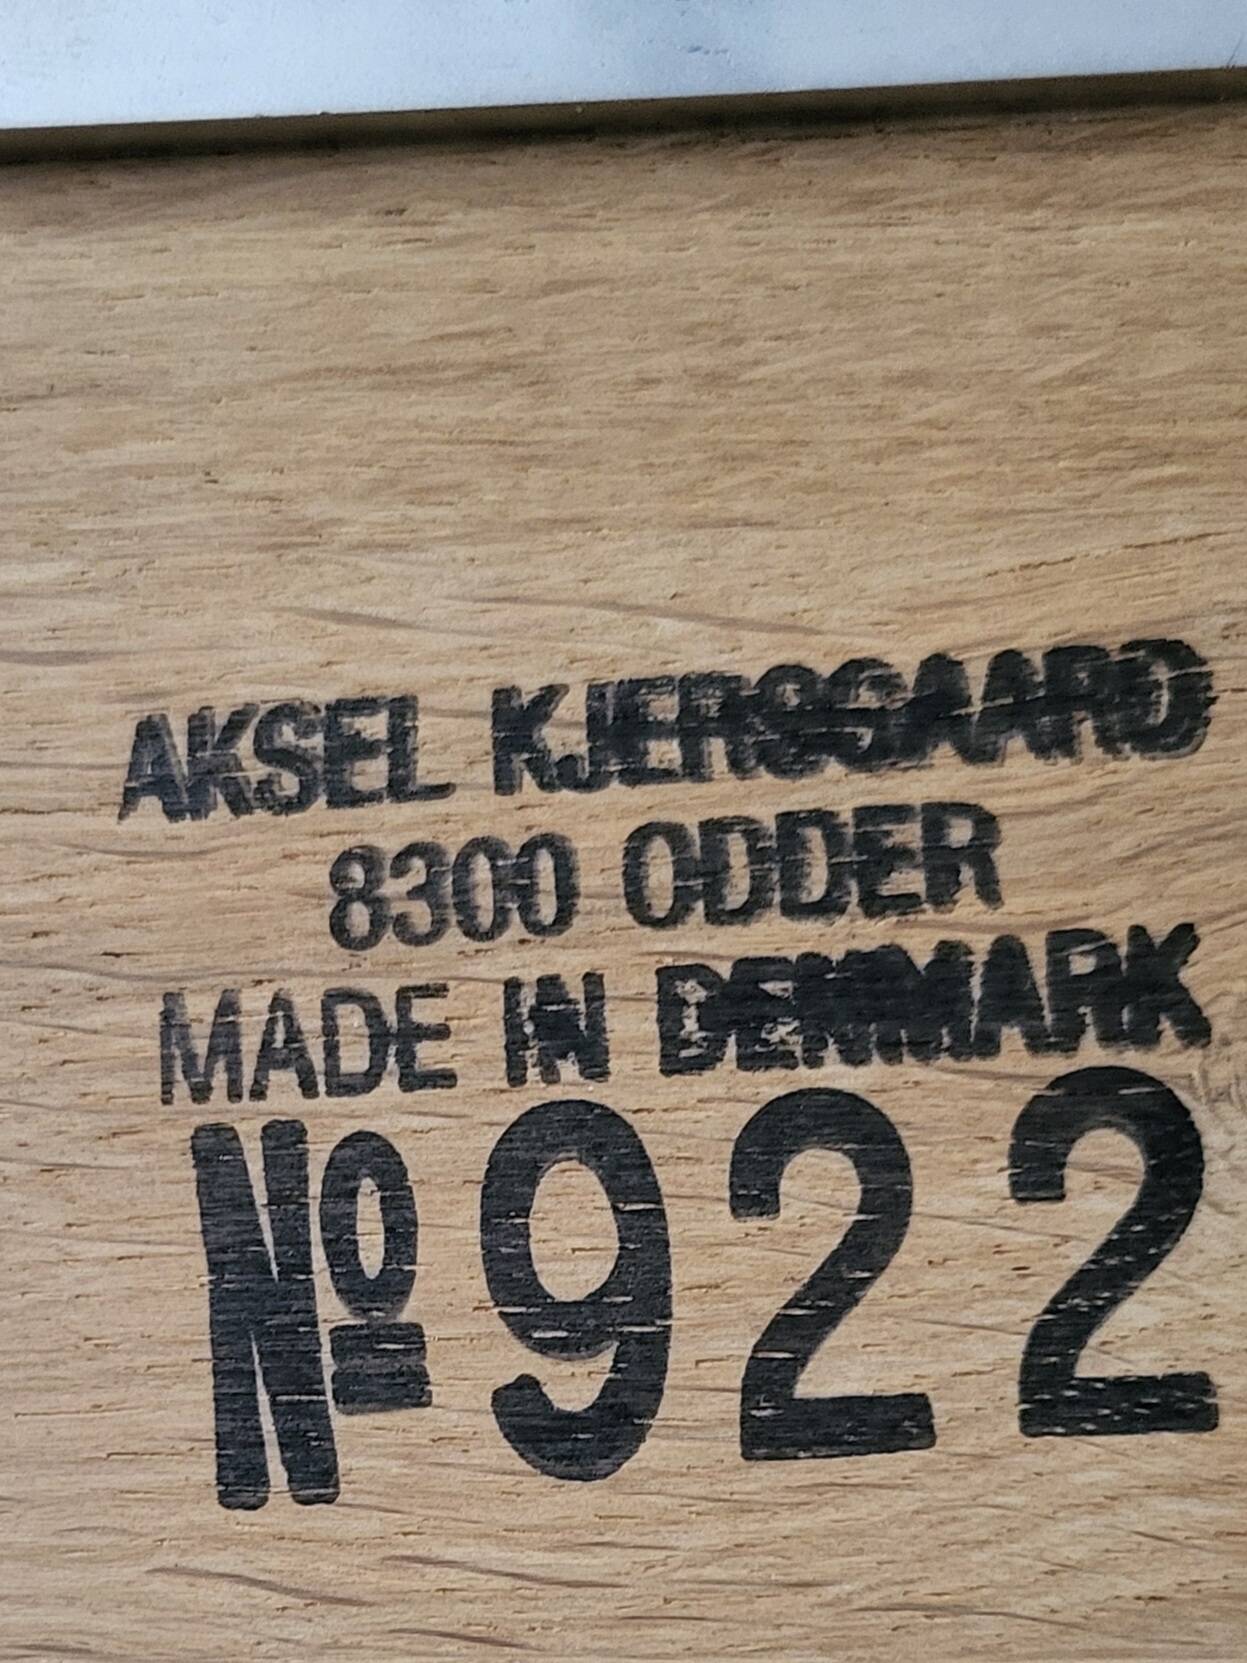 AKSEL KJERSGAARD
8300 ODDER
MADE IN DENMARK
Nº 922